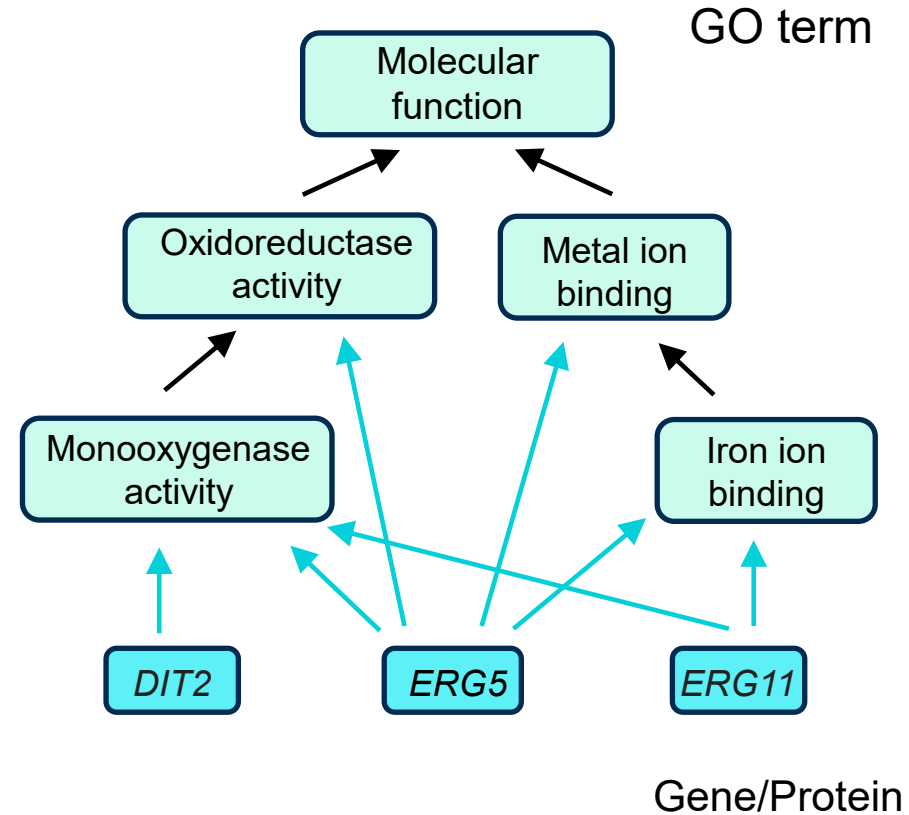 GO term
Molecular
function
Oxidoreductase
activity
Metal ion
binding
Monooxygenase
activity
Iron ion
binding
DIT2
ERG5
ERG11
Gene/Protein